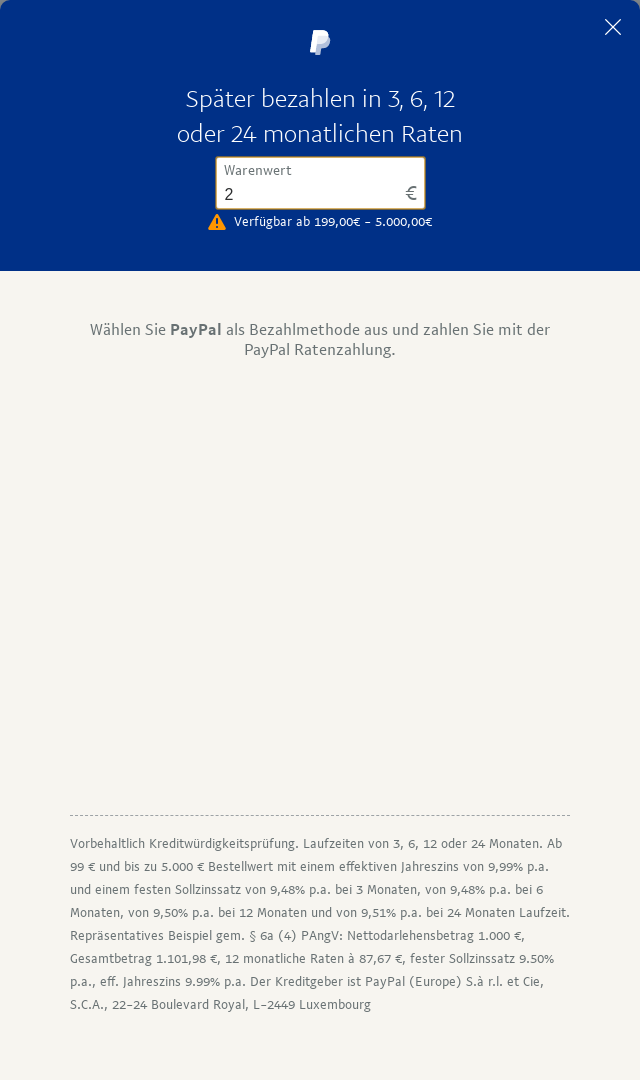 Später bezahlen in 3, 6, 12
oder 24 monatlichen Raten
Warenwert
2 €
Verfügbar ab 199,00€ - 5.000,00€
Wählen Sie PayPal als Bezahlmethode aus und zahlen Sie mit der
PayPal Ratenzahlung.
Vorbehaltlich Kreditwürdigkeitsprüfung. Laufzeiten von 3, 6, 12 oder 24 Monaten. Ab
99 € und bis zu 5.000 € Bestellwert mit einem effektiven Jahreszins von 9,99% p.a.
und einem festen Sollzinssatz von 9,48% p.a. bei 3 Monaten, von 9,48% p.a. bei 6
Monaten, von 9,50% p.a. bei 12 Monaten und von 9,51% p.a. bei 24 Monaten Laufzeit.
Repräsentatives Beispiel gem. § 6a (4) PAngV: Nettodarlehensbetrag 1.000 €,
Gesamtbetrag 1.101,98 €, 12 monatliche Raten à 87,67 €, fester Sollzinssatz 9.50%
p.a., eff. Jahreszins 9.99% p.a. Der Kreditgeber ist PayPal (Europe) S.à r.l. et Cie,
S.C.A., 22-24 Boulevard Royal, L-2449 Luxembourg